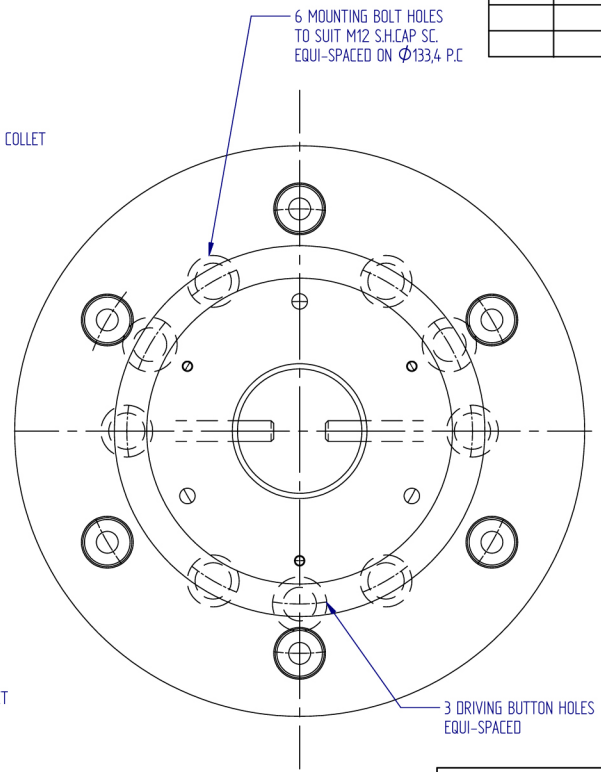 6 MOUNTING BOLT HOLES
TO SUIT M12 S.H.CAP SC.
EQUI-SPACED ON Ø133,4 P.C
COLLET
3 DRIVING BUTTON HOLES
EQUI-SPACED